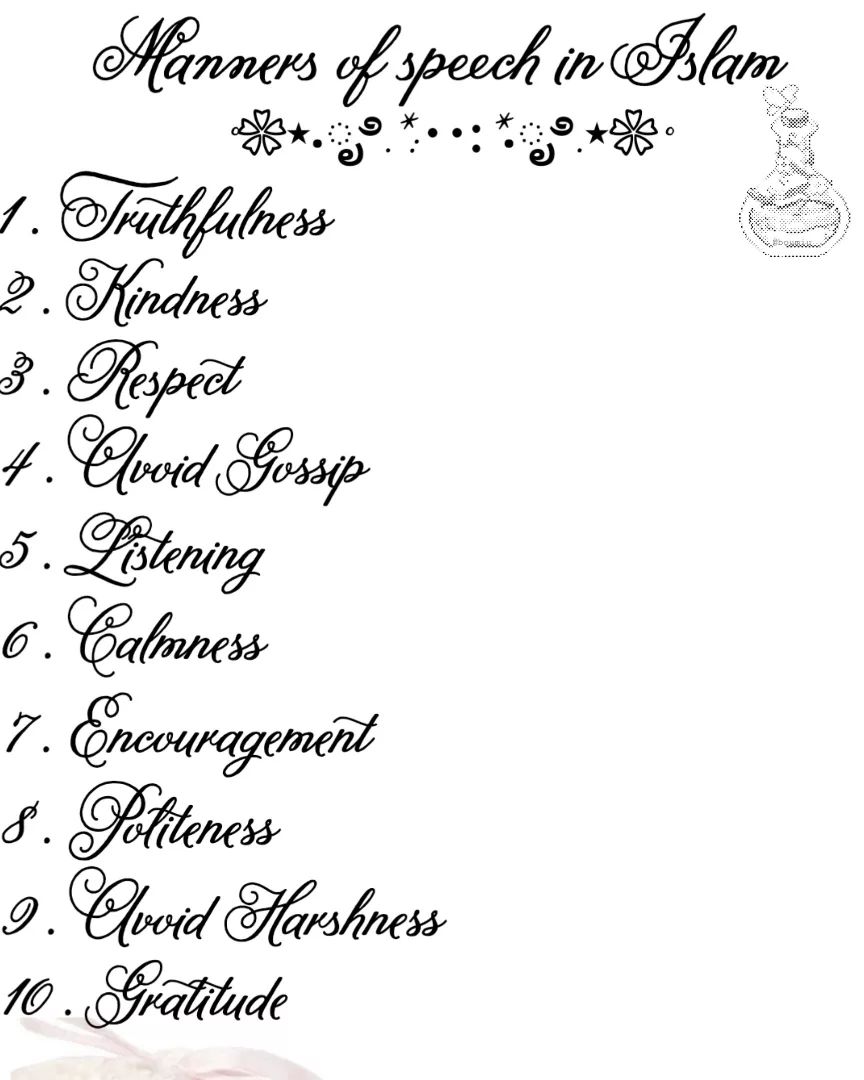 Manners of speech in Islam
1. Truthfulness
2. Kindness
3. Respect
4. Avoid Gossip
5. Listening
6. Calmness
7. Encouragement
8. Politeness
9. Avoid Harshness
10. Gratitude